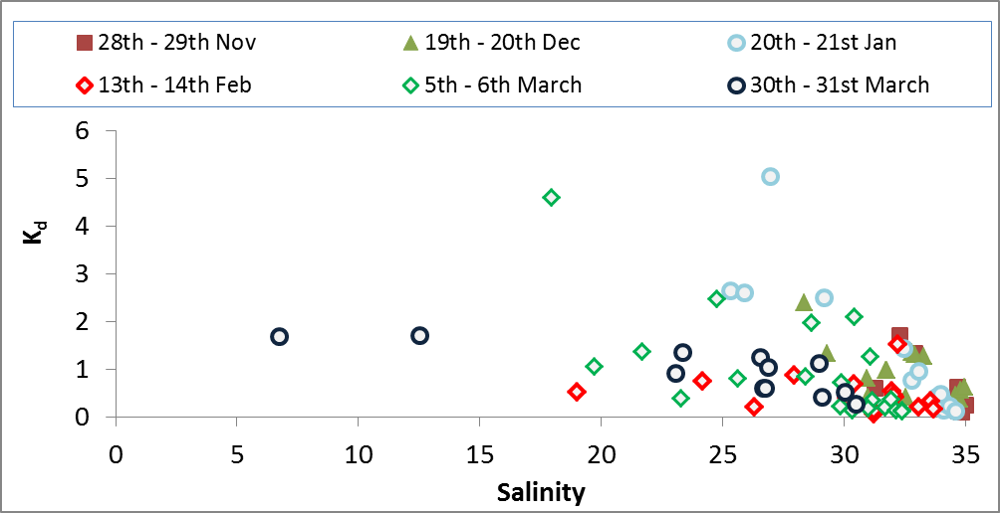 28th - 29th Nov 19th - 20th Dec 20th - 21st Jan
13th - 14th Feb 5th - 6th March 30th - 31st March
6
5
4
3
2
1
0
Kd
0 5 10 15 20 25 30 35
Salinity